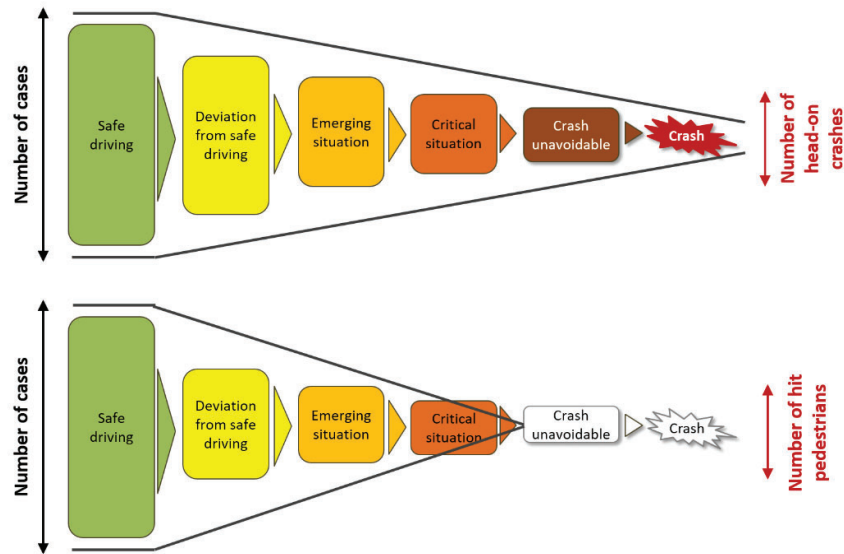 Number of cases
Safe
driving
Deviation
from safe
driving
Emerging
situation
Critical
situation
Crash
unavoidable
Crash
Number of
head-on
crashes
Number of cases
Safe
driving
Deviation
from safe
driving
Emerging
situation
Critical
situation
Crash
unavoidable
Crash
Number of hit
pedestrians